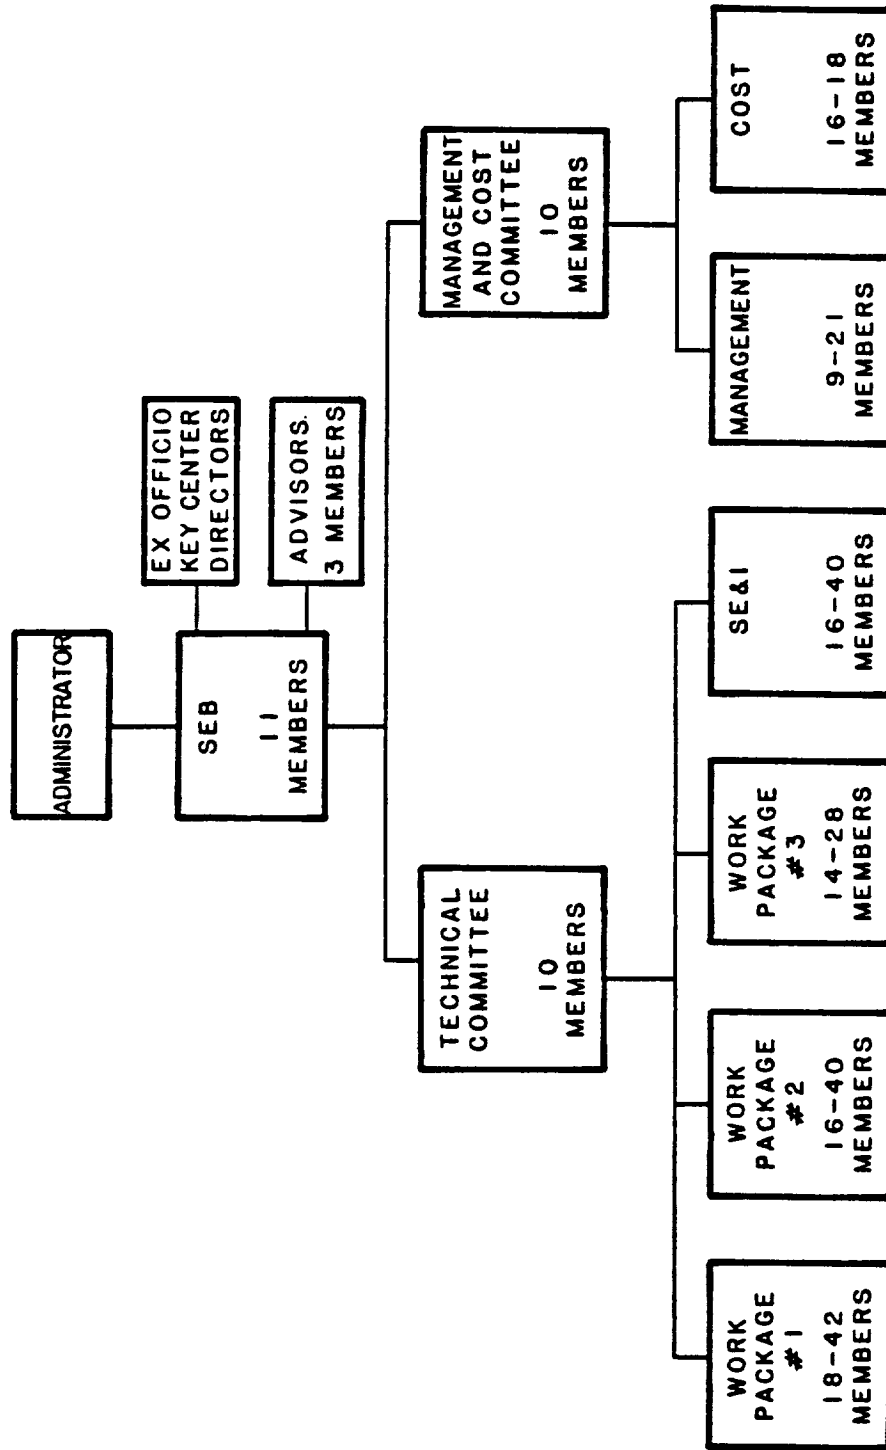 ADMINISTRATOR
SEB
11
MEMBERS
EX OFFICIO
KEY CENTER
DIRECTORS
ADVISORS.
3 MEMBERS
TECHNICAL
COMMITTEE
10
MEMBERS
MANAGEMENT
AND COST
COMMITTEE
10
MEMBERS
WORK
PACKAGE
#1
18-42
MEMBERS
WORK
PACKAGE
#2
16-40
MEMBERS
WORK
PACKAGE
#3
14-28
MEMBERS
SE&I
16-40
MEMBERS
MANAGEMENT
9-21
MEMBERS
COST
16-18
MEMBERS